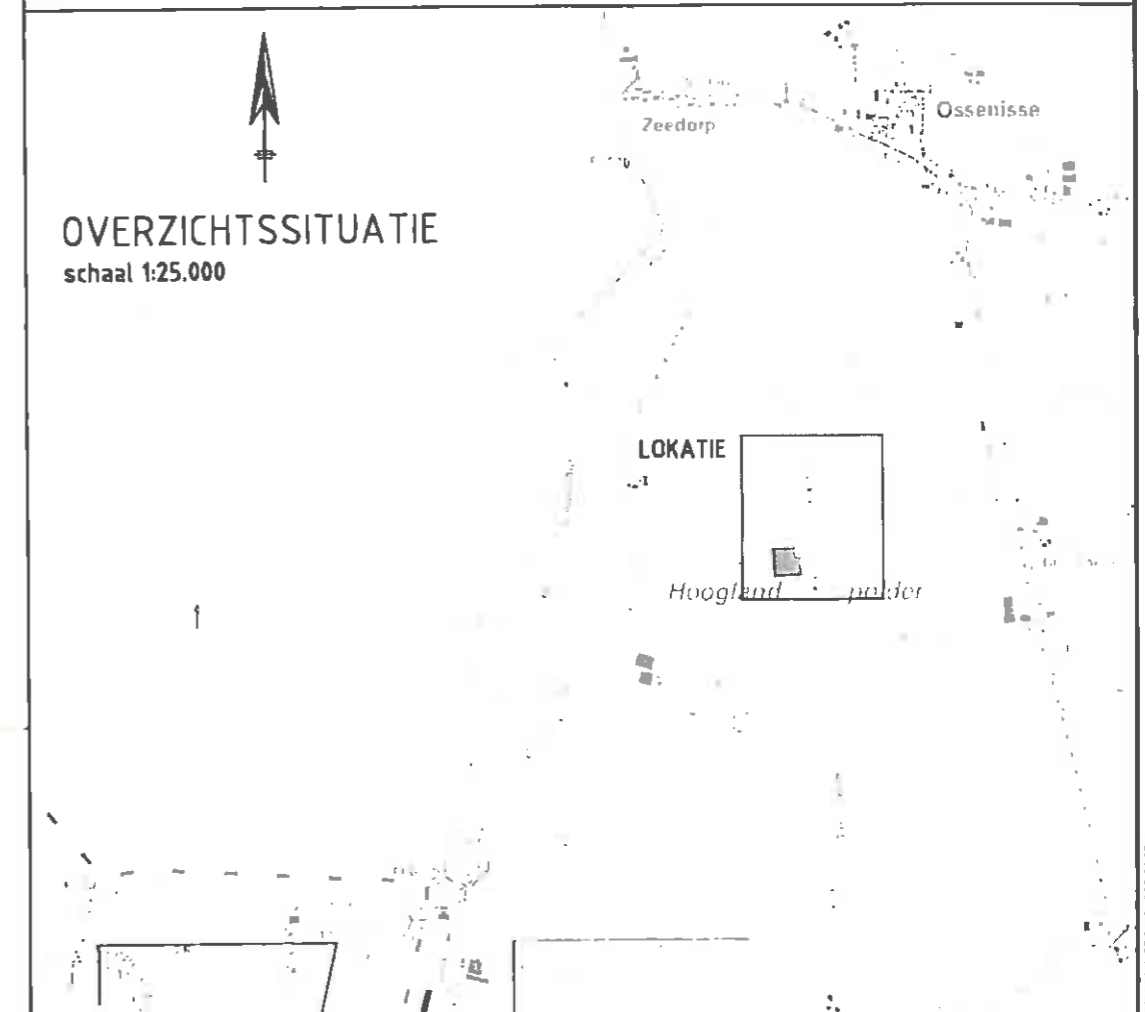 Ossenisse
Zeedorp
OVERZICHTSSITUATIE
schaal 1:25.000
LOKATIE
Hoogland polder